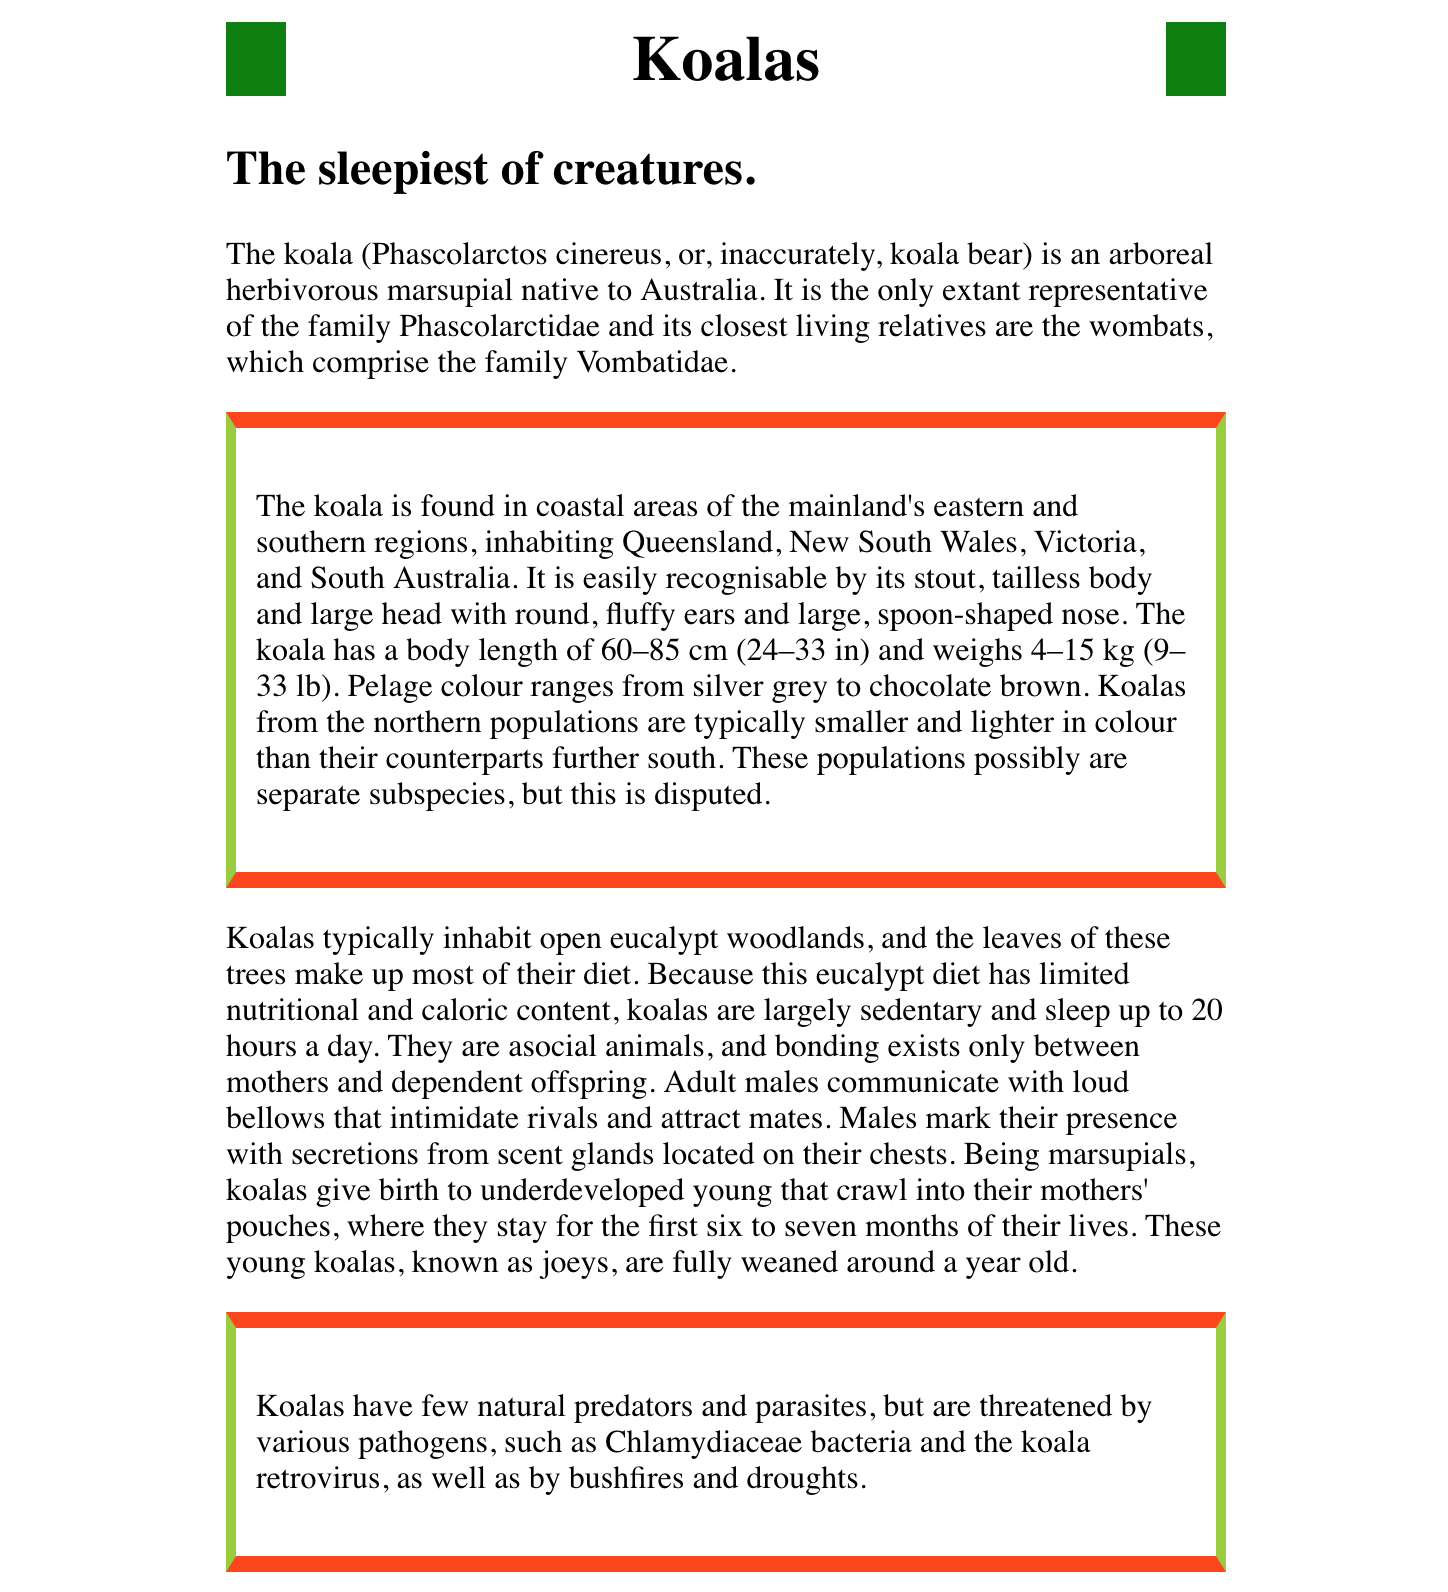 Koalas
The sleepiest of creatures.
The koala (Phascolarctos cinereus, or, inaccurately, koala bear) is an arboreal
herbivorous marsupial native to Australia. It is the only extant representative
of the family Phascolarctidae and its closest living relatives are the wombats,
which comprise the family Vombatidae.
The koala is found in coastal areas of the mainland's eastern and
southern regions, inhabiting Queensland, New South Wales, Victoria,
and South Australia. It is easily recognisable by its stout, tailless body
and large head with round, fluffy ears and large, spoon-shaped nose. The
koala has a body length of 60–85 cm (24–33 in) and weighs 4–15 kg (9–
33 lb). Pelage colour ranges from silver grey to chocolate brown. Koalas
from the northern populations are typically smaller and lighter in colour
than their counterparts further south. These populations possibly are
separate subspecies, but this is disputed.
Koalas typically inhabit open eucalypt woodlands, and the leaves of these
trees make up most of their diet. Because this eucalypt diet has limited
nutritional and caloric content, koalas are largely sedentary and sleep up to 20
hours a day. They are asocial animals, and bonding exists only between
mothers and dependent offspring. Adult males communicate with loud
bellows that intimidate rivals and attract mates. Males mark their presence
with secretions from scent glands located on their chests. Being marsupials,
koalas give birth to underdeveloped young that crawl into their mothers'
pouches, where they stay for the first six to seven months of their lives. These
young koalas, known as joeys, are fully weaned around a year old.
Koalas have few natural predators and parasites, but are threatened by
various pathogens, such as Chlamydiaceae bacteria and the koala
retrovirus, as well as by bushfires and droughts.